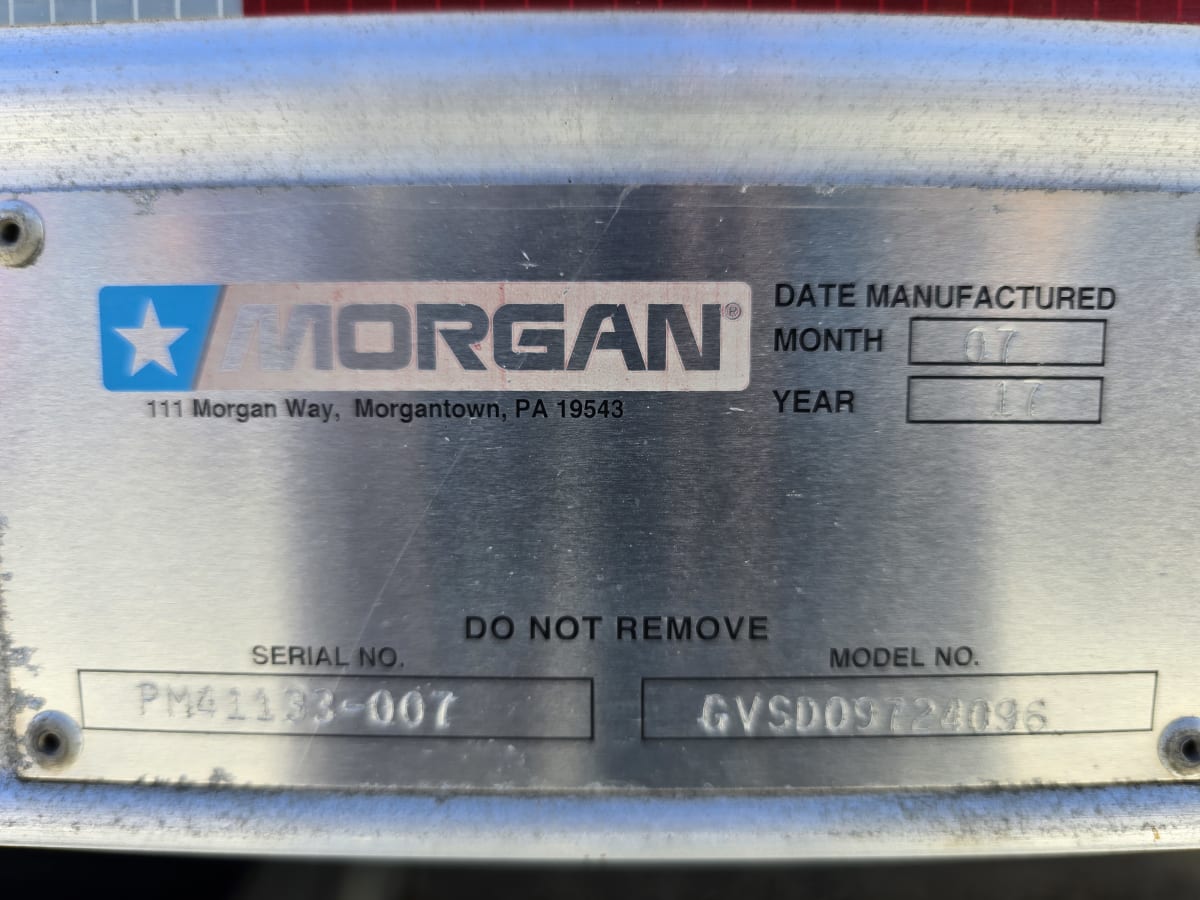 MORGAN®
111 Morgan Way, Morgantown, PA 19543
DATE MANUFACTURED
MONTH 07
YEAR 17
DO NOT REMOVE
SERIAL NO.
PM41133-007
MODEL NO.
GVSD09724096